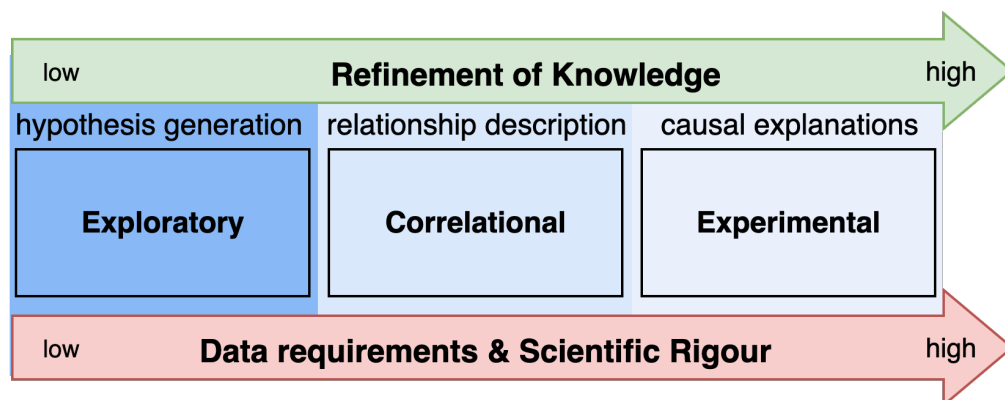 low Refinement of Knowledge high
hypothesis generation relationship description causal explanations
Exploratory Correlational Experimental
low Data requirements & Scientific Rigour high